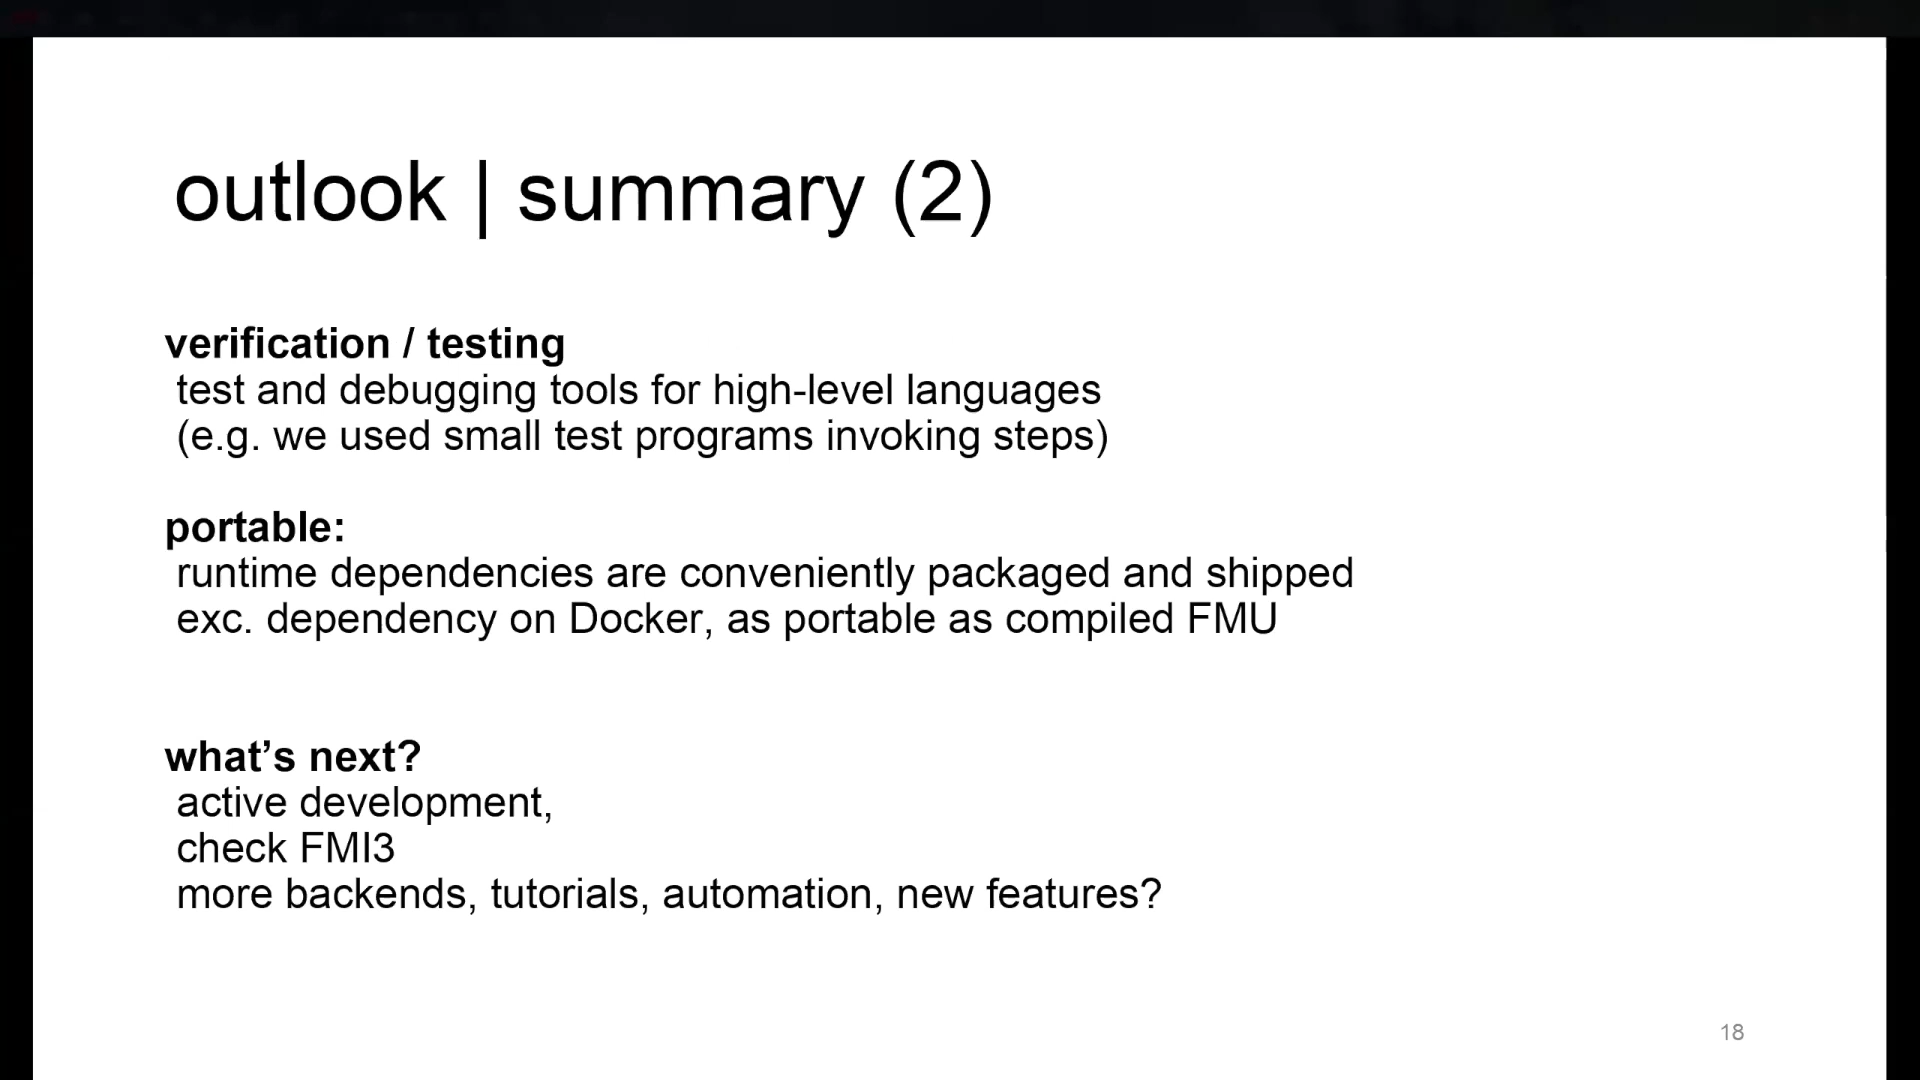 outlook | summary (2)
verification / testing
test and debugging tools for high-level languages
(e.g. we used small test programs invoking steps)
portable:
runtime dependencies are conveniently packaged and shipped
exc. dependency on Docker, as portable as compiled FMU
what’s next?
active development,
check FMI3
more backends, tutorials, automation, new features?
18